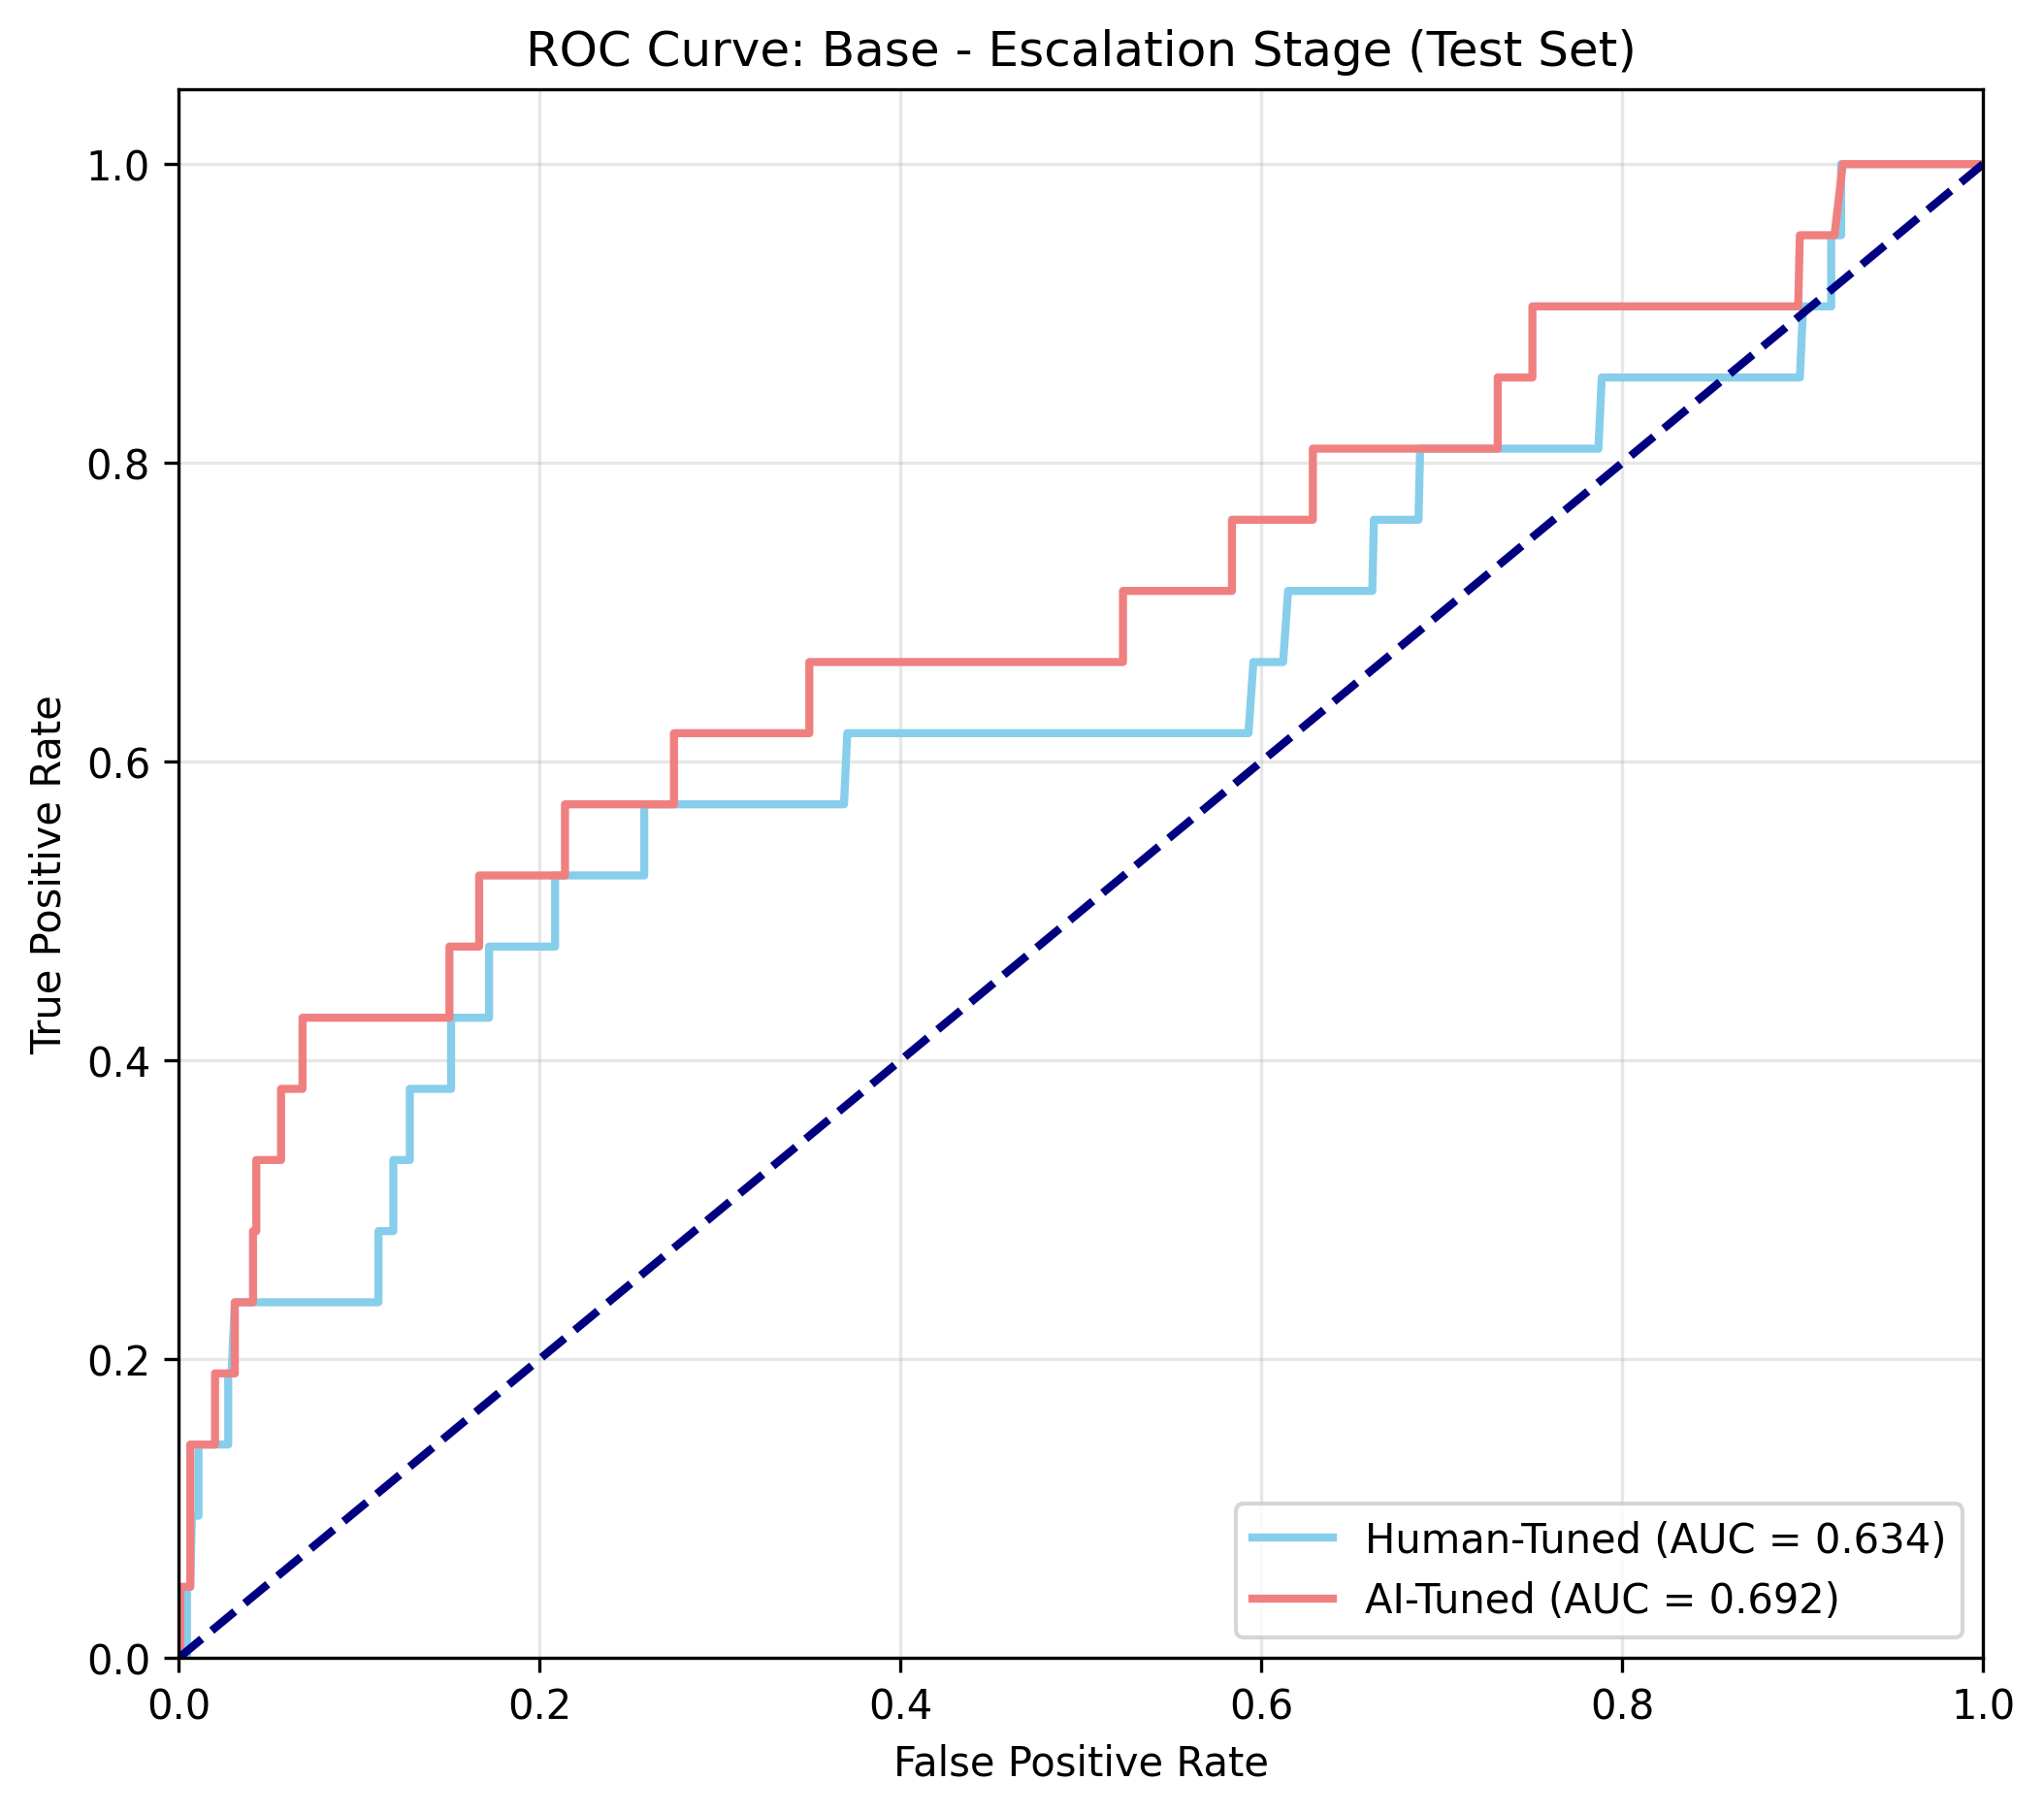 ROC Curve: Base - Escalation Stage (Test Set)
1.0
0.8
0.6
0.4
0.2
0.0
True Positive Rate
0.0 0.2 0.4 0.6 0.8 1.0
False Positive Rate
Human-Tuned (AUC = 0.634)
AI-Tuned (AUC = 0.692)